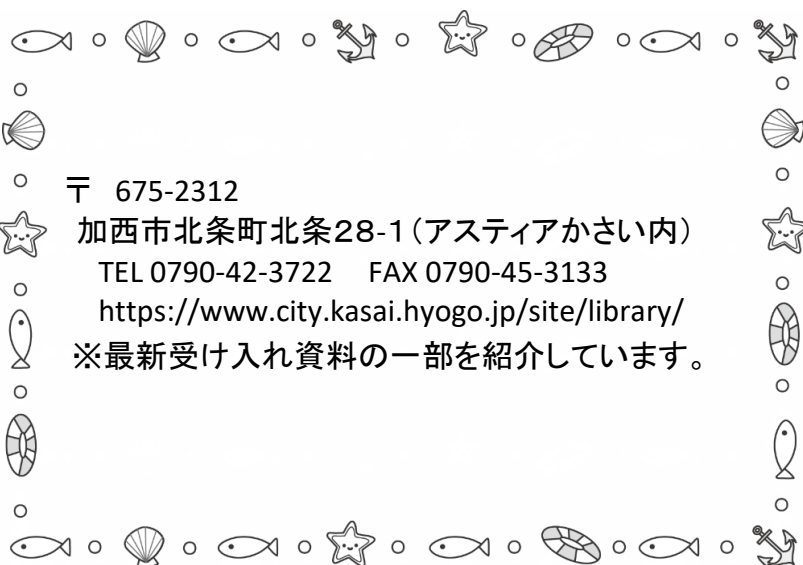 〒 675-2312
加西市北条町北条２８-１（アスティアかさい内）
TEL 0790-42-3722 FAX 0790-45-3133
https://www.city.kasai.hyogo.jp/site/library/
※最新受け入れ資料の一部を紹介しています。